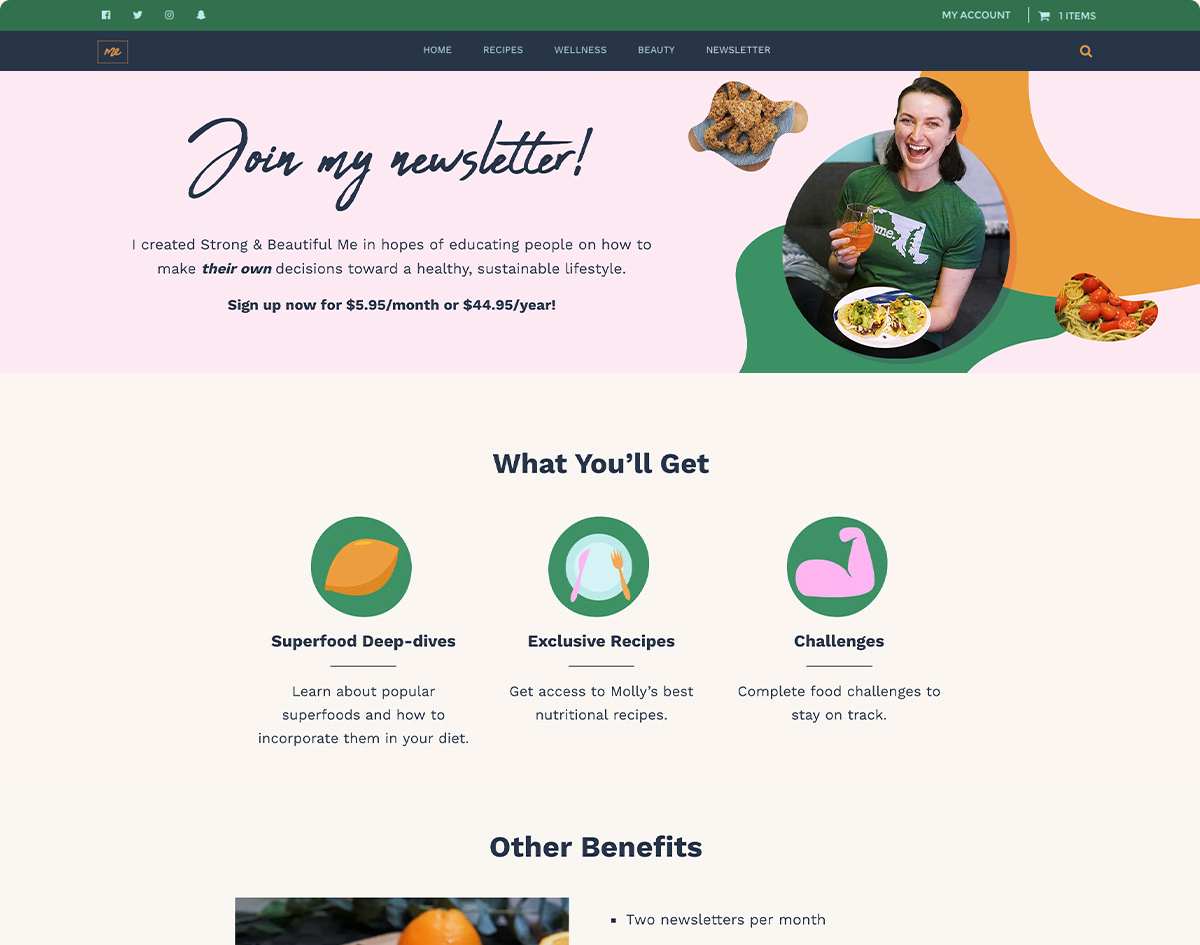 MY ACCOUNT
1 ITEMS
me
HOME
RECIPES
WELLNESS
BEAUTY
NEWSLETTER
Join my newsletter!
I created Strong & Beautiful Me in hopes of educating people on how to
make their own decisions toward a healthy, sustainable lifestyle.
Sign up now for $5.95/month or $44.95/year!
me.
What You’ll Get
Superfood Deep-dives
Learn about popular
superfoods and how to
incorporate them in your diet.
Exclusive Recipes
Get access to Molly’s best
nutritional recipes.
Challenges
Complete food challenges to
stay on track.
Other Benefits
Two newsletters per month